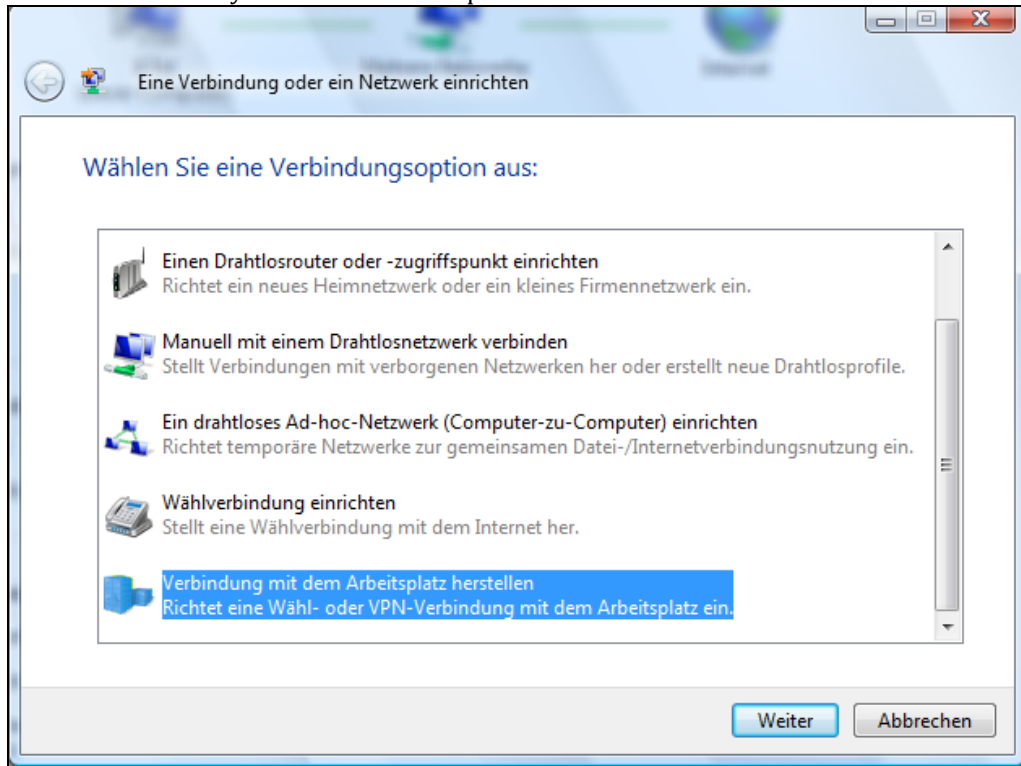 Eine Verbindung oder ein Netzwerk einrichten
Wählen Sie eine Verbindungsoption aus:
Einen Drahtlosrouter oder -zugriffspunkt einrichten
Richtet ein neues Heimnetzwerk oder ein kleines Firmennetzwerk ein.
Manuell mit einem Drahtlosnetzwerk verbinden
Stellt Verbindungen mit verborgenen Netzwerken her oder erstellt neue Drahtlosprofile.
Ein drahtloses Ad-hoc-Netzwerk (Computer-zu-Computer) einrichten
Richtet temporäre Netzwerke zur gemeinsamen Datei-/Internetverbindungsnutzung ein.
Wählverbindung einrichten
Stellt eine Wählverbindung mit dem Internet her.
Verbindung mit dem Arbeitsplatz herstellen
Richtet eine Wähl- oder VPN-Verbindung mit dem Arbeitsplatz ein.
Weiter Abbrechen